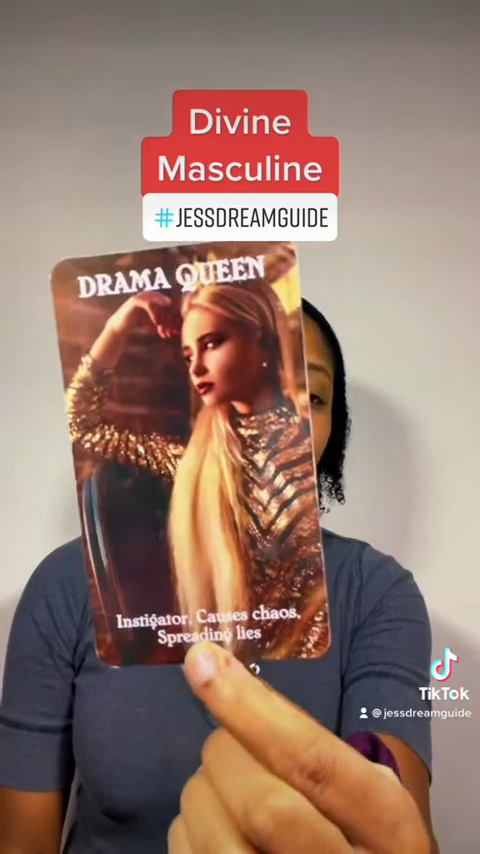 Divine
Masculine
#JESSDREAMGUIDE
DRAMA QUEEN
Instigator, Causes chaos,
Spreading lies
TikTok
@jessdreamguide